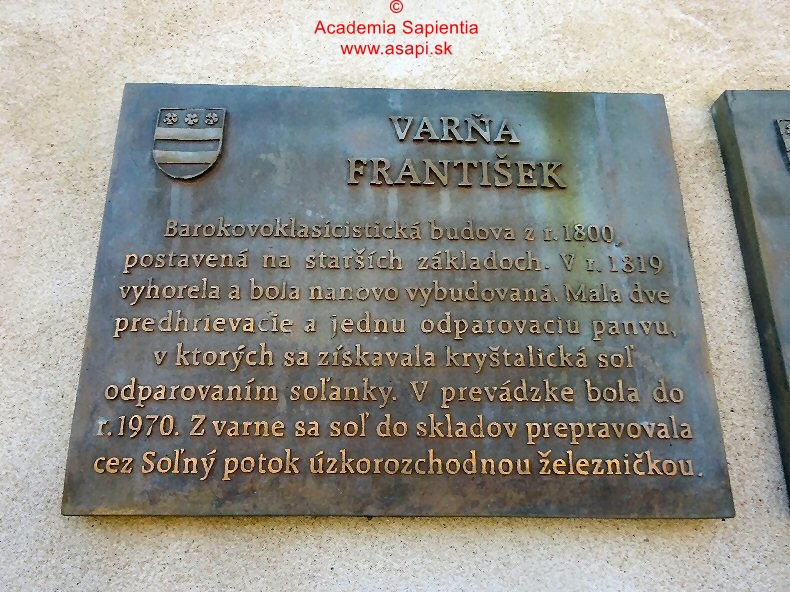 ©
Academia Sapientia
www.asapi.sk
VARŇA
FRANTIŠEK
Barokovoklasicistická budova z r. 1800,
postavená na starších základoch. V r. 1819
vyhorela a bola nanovo vybudovaná. Mala dve
predhrievacie a jednu odparovaciu panvu,
v ktorých sa získavala kryštalická soľ
odparovaním soľanky. V prevádzke bola do
r. 1970. Z varne sa soľ do skladov prepravovala
cez Soľný potok úzkorozchodnou železničkou.